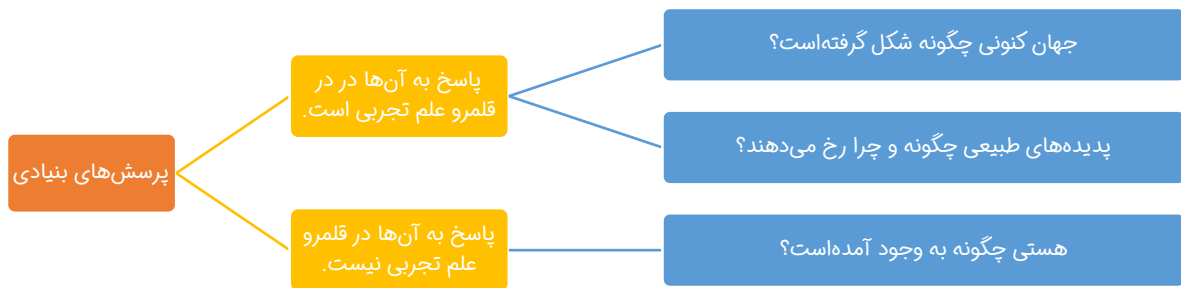 پرسش‌های بنیادی
پاسخ به آن‌ها در در
قلمرو علم تجربی است.
جهان کنونی چگونه شکل گرفته‌است؟
پدیده‌های طبیعی چگونه و چرا رخ می‌دهند؟
پاسخ به آن‌ها در قلمرو
علم تجربی نیست.
هستی چگونه به وجود آمده‌است؟